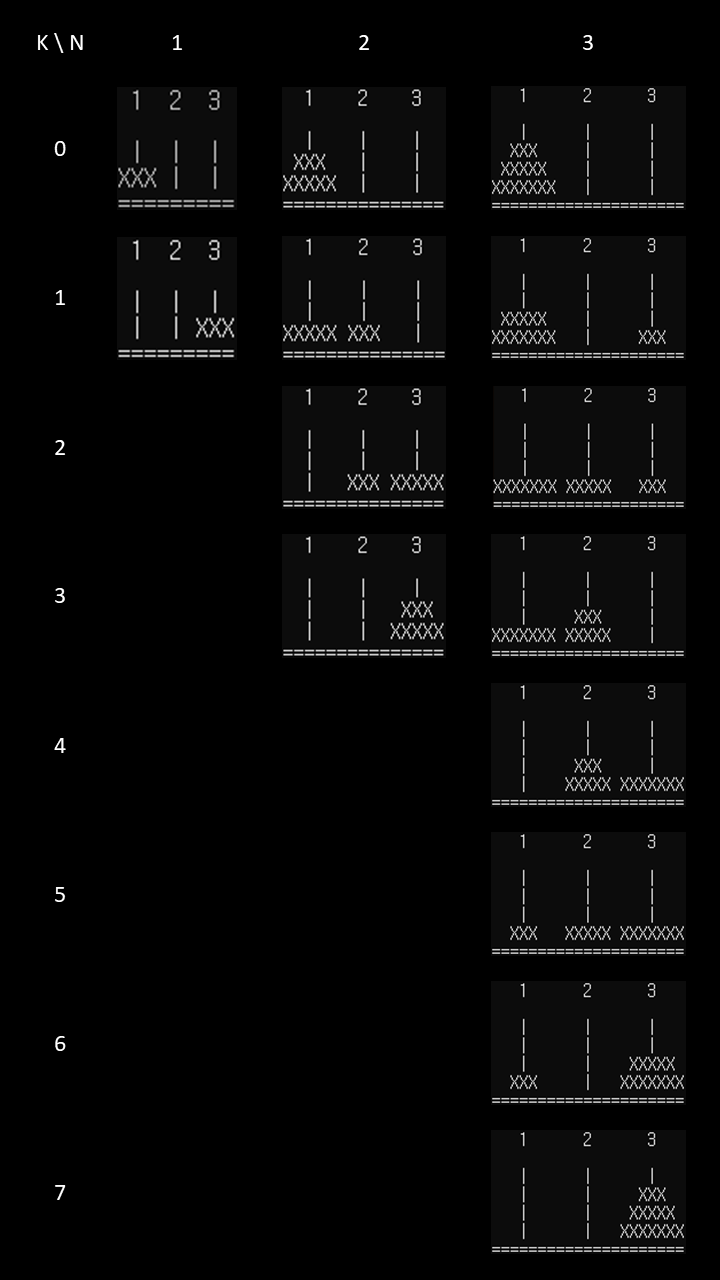 K \ N 1 2 3
0
1 2 3
| | |
XXX | |
=========
1 2 3
| | |
XXX | |
XXXXX | |
===============
1 2 3
| | |
XXX | |
XXXXX | |
XXXXXXX | |
=====================
1
1 2 3
| | |
| | XXX
=========
1 2 3
| | |
| | |
XXXXX XXX |
===============
1 2 3
| | |
| | |
XXXXX | |
XXXXXXX | XXX
=====================
2
1 2 3
| | |
| | |
| XXX XXXXX
===============
1 2 3
| | |
| | |
| | |
XXXXXXX XXXXX XXX
=====================
3
1 2 3
| | |
| | XXX
| | XXXXX
===============
1 2 3
| | |
| | |
| XXX |
XXXXXXX XXXXX |
=====================
4
1 2 3
| | |
| | |
| XXX |
| XXXXX XXXXXXX
=====================
5
1 2 3
| | |
| | |
| | |
XXX XXXXX XXXXXXX
=====================
6
1 2 3
| | |
| | |
| | XXXXX
XXX | XXXXXXX
=====================
7
1 2 3
| | |
| | XXX
| | XXXXX
| | XXXXXXX
=====================